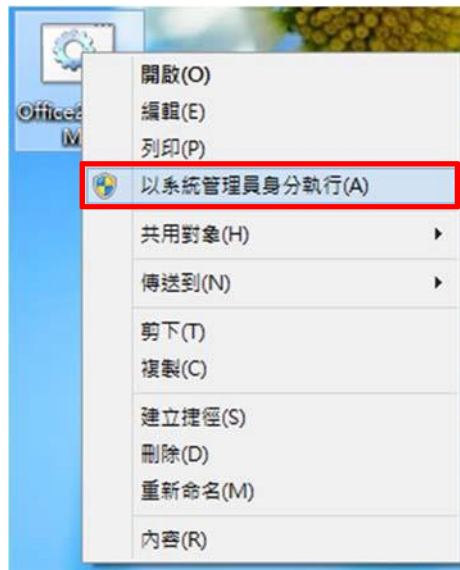 Office
M
開啟(O)
編輯(E)
列印(P)
以系統管理員身分執行(A)
共用對象(H)
傳送到(N)
剪下(T)
複製(C)
建立捷徑(S)
刪除(D)
重新命名(M)
內容(R)